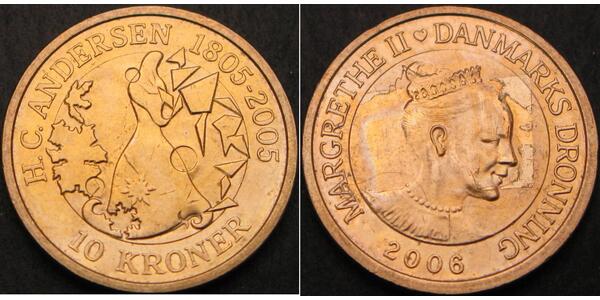 H. C. ANDERSEN 1805-2005
10 KRONER
MARGRETHE II ♡ DANMARKS DRONNING
2006